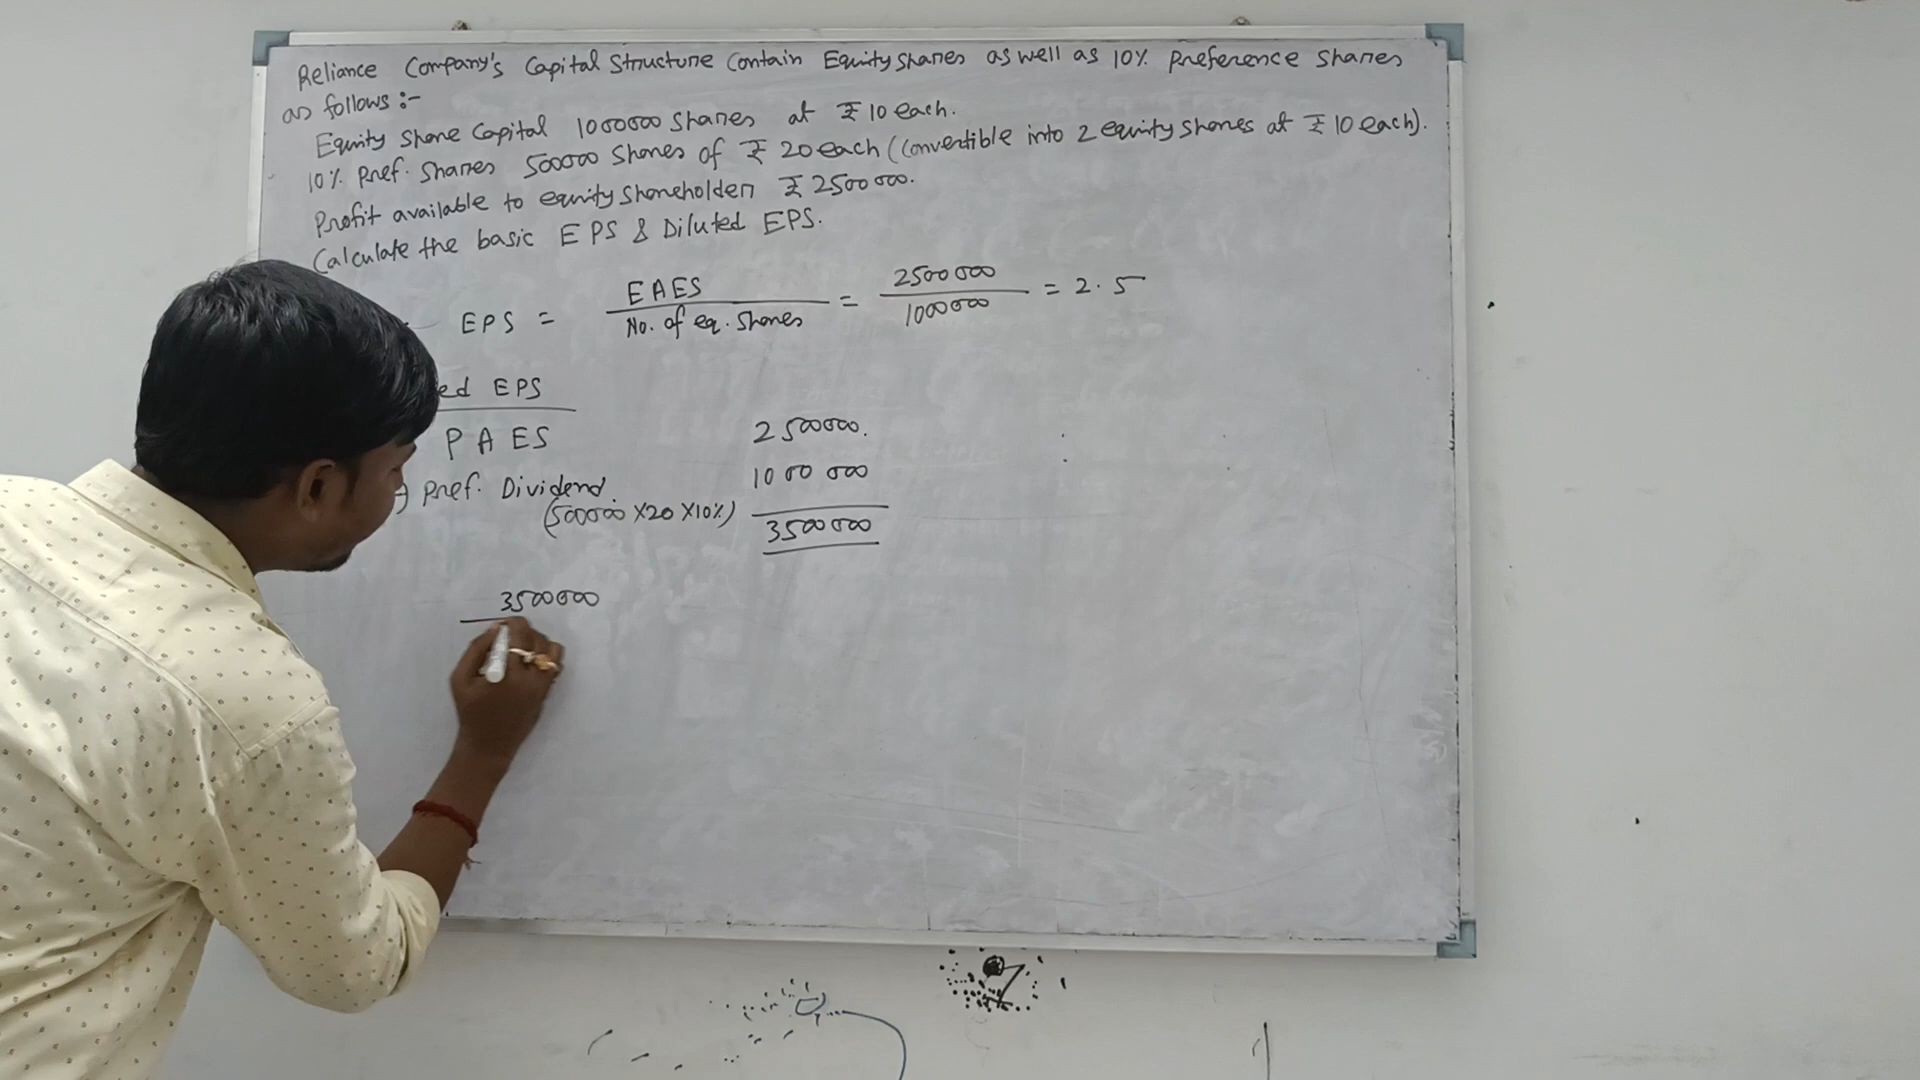 Reliance Company's Capital Structure Contain Equity Shares as well as 10% Preference Shares
as follows :-
Equity Share Capital 1000000 Shares at ₹ 10 each.
10% Pref. Shares 500000 Shares of ₹ 20 each (Convertible into 2 equity shares at ₹ 10 each).
Profit available to equity shareholder ₹ 2500000.
Calculate the basic EPS & Diluted EPS.
EPS = EAES / No. of eq. Shares = 2500000 / 1000000 = 2.5
ed EPS
PAES 2500000.
) Pref. Dividend 1000000
(500000 X20 X10%)
3500000
3500000